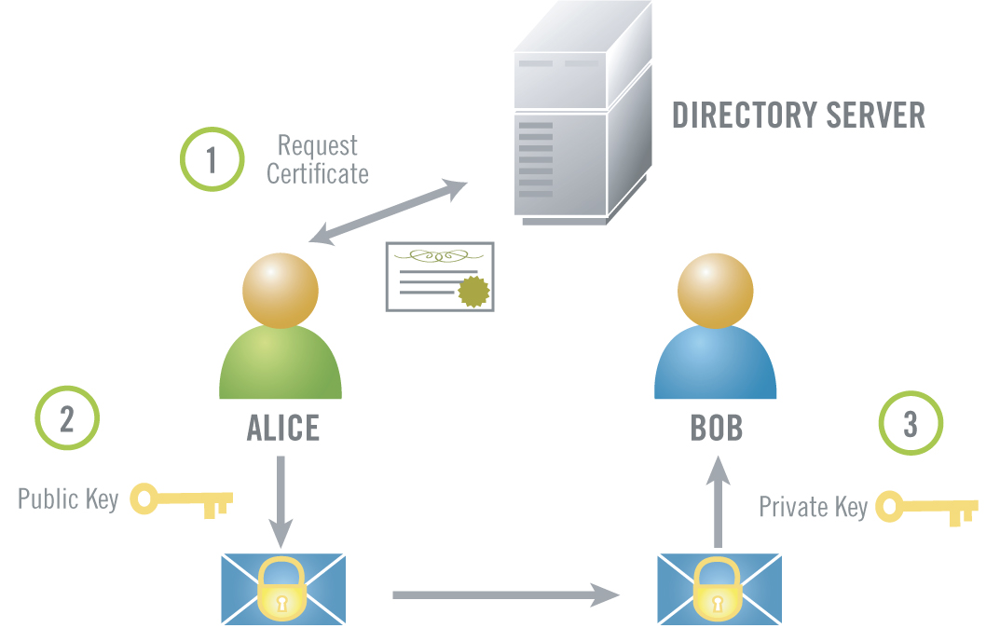 DIRECTORY SERVER
1
Request
Certificate
2
ALICE
BOB
3
Public Key
Private Key